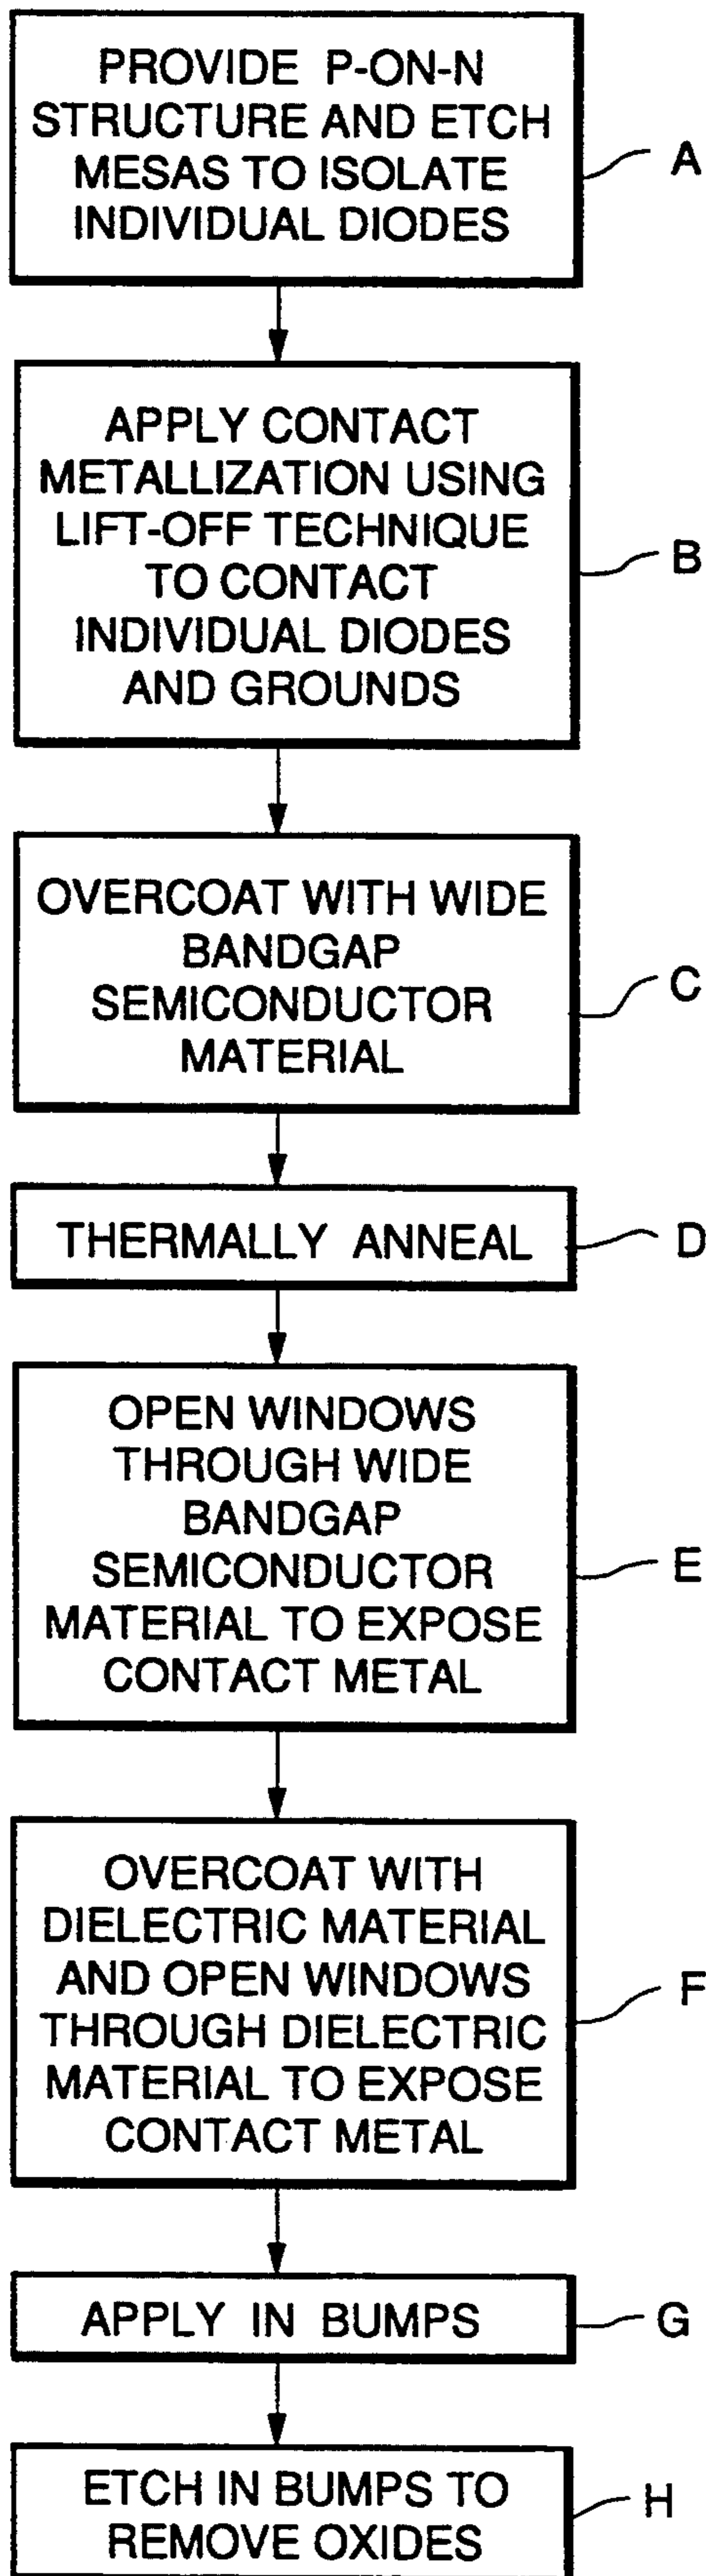 PROVIDE P-ON-N
STRUCTURE AND ETCH
MESAS TO ISOLATE
INDIVIDUAL DIODES
A
APPLY CONTACT
METALLIZATION USING
LIFT-OFF TECHNIQUE
TO CONTACT
INDIVIDUAL DIODES
AND GROUNDS
B
OVERCOAT WITH WIDE
BANDGAP
SEMICONDUCTOR
MATERIAL
C
THERMALLY ANNEAL
D
OPEN WINDOWS
THROUGH WIDE
BANDGAP
SEMICONDUCTOR
MATERIAL TO EXPOSE
CONTACT METAL
E
OVERCOAT WITH
DIELECTRIC MATERIAL
AND OPEN WINDOWS
THROUGH DIELECTRIC
MATERIAL TO EXPOSE
CONTACT METAL
F
APPLY IN BUMPS
G
ETCH IN BUMPS TO
REMOVE OXIDES
H